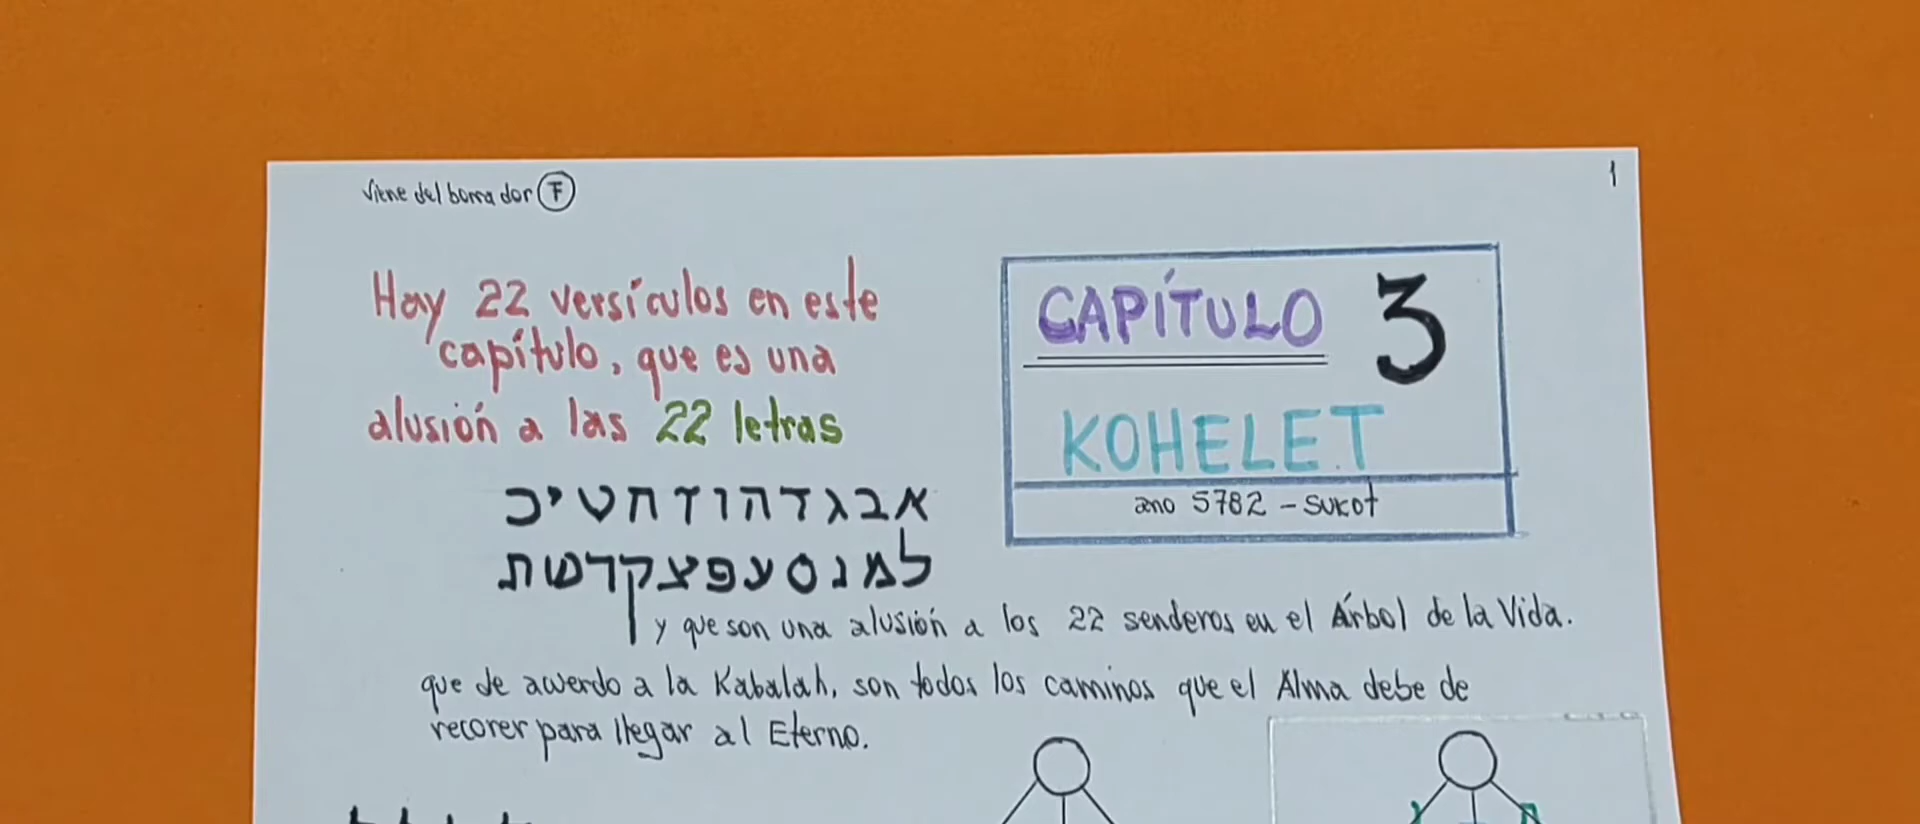 Viene del borrador F
1
Hay 22 versículos en este
capítulo, que es una
alusión a las 22 letras
אבגדהוזחטיכ
למנסעפצקרשת
CAPÍTULO 3
KOHELET
año 5782 - Sukot
y que son una alusión a los 22 senderos en el Árbol de la Vida.
que de acuerdo a la Kabalah, son todos los caminos que el Alma debe de
recorer para llegar al Eterno.